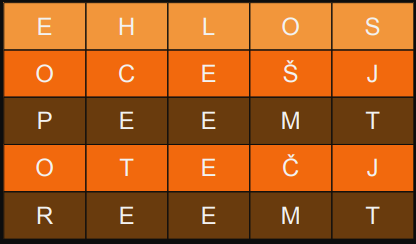 E H L O S
O C E Š J
P E E M T
O T E Č J
R E E M T